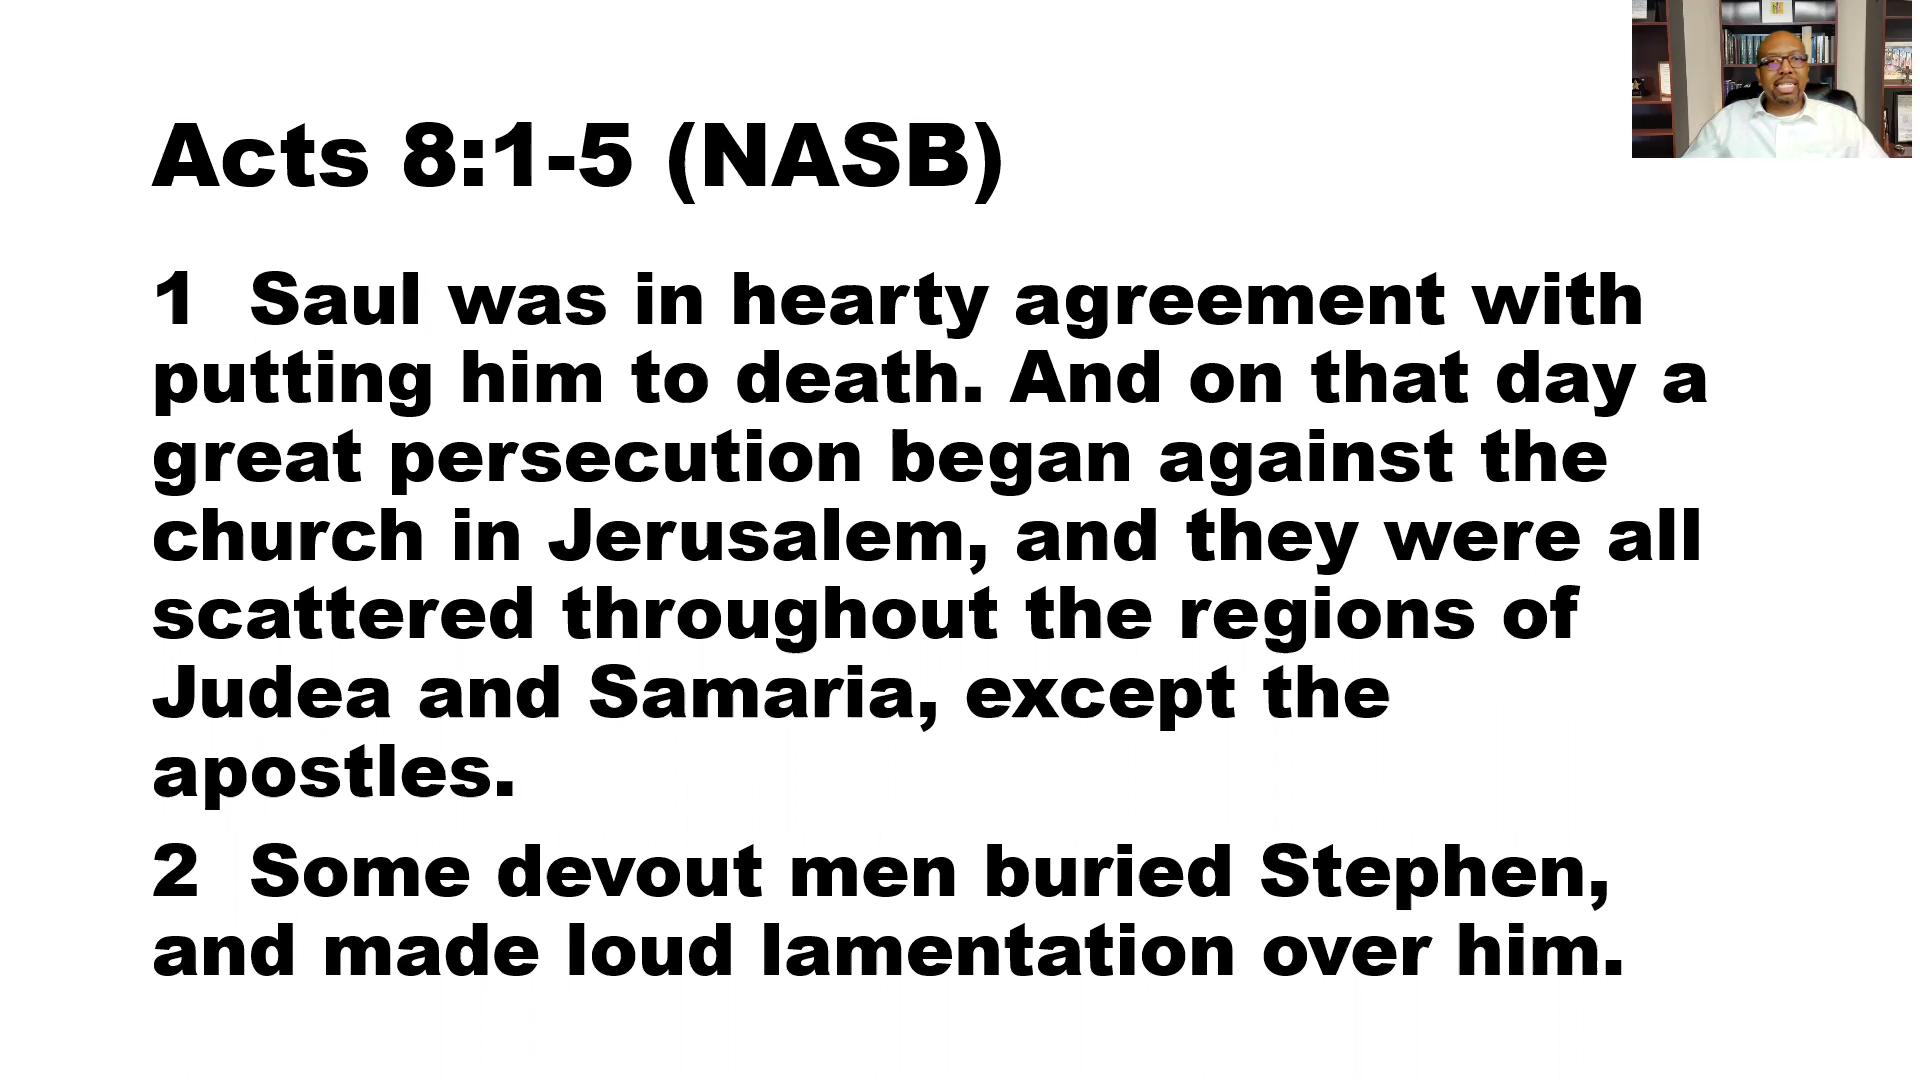 Acts 8:1-5 (NASB)
1 Saul was in hearty agreement with
putting him to death. And on that day a
great persecution began against the
church in Jerusalem, and they were all
scattered throughout the regions of
Judea and Samaria, except the
apostles.
2 Some devout men buried Stephen,
and made loud lamentation over him.